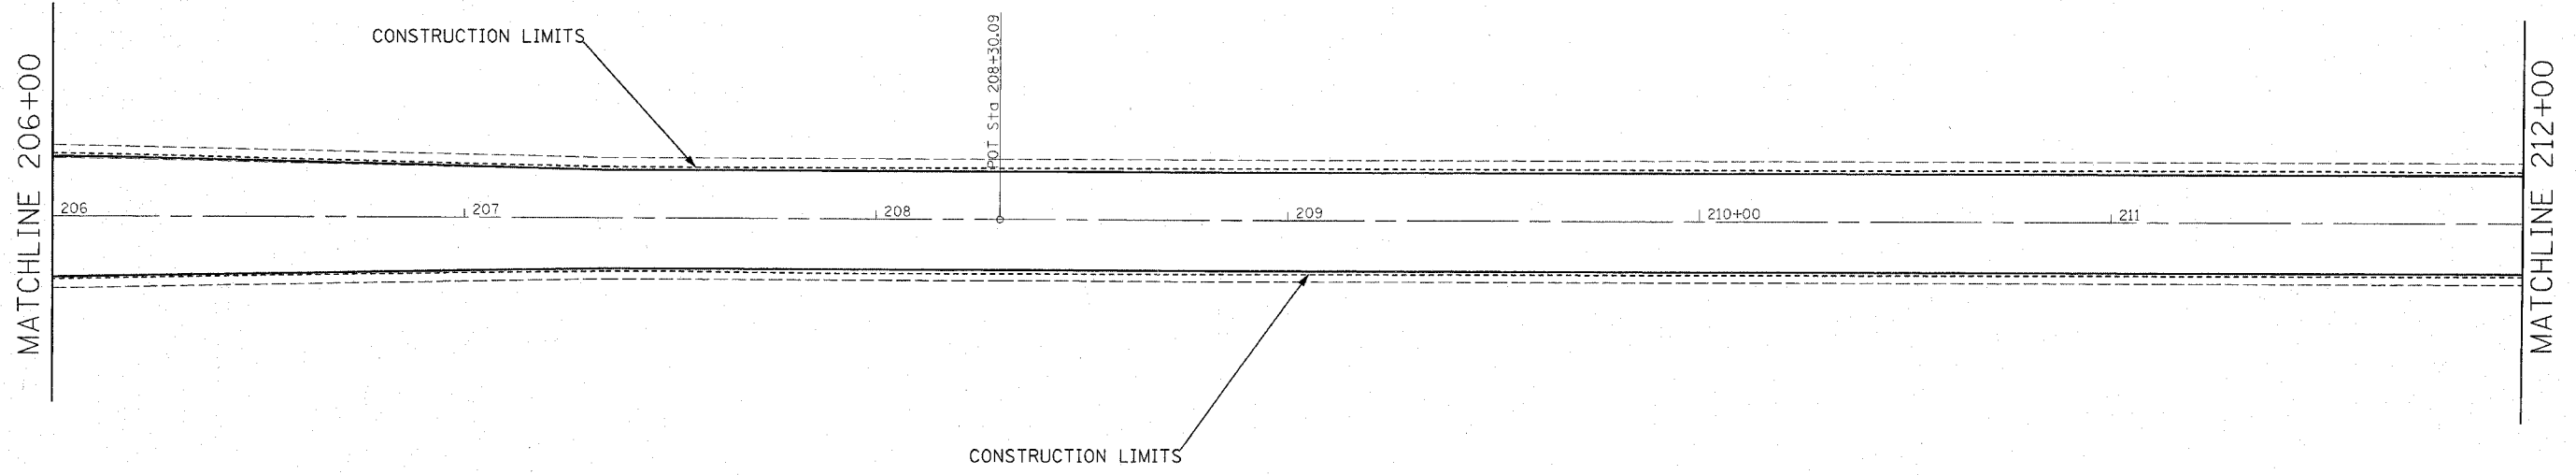 CONSTRUCTION LIMITS
MATCHLINE 206+00
POT Sta 208+30.09
MATCHLINE 212+00
206
207
208
209
210+00
211
CONSTRUCTION LIMITS